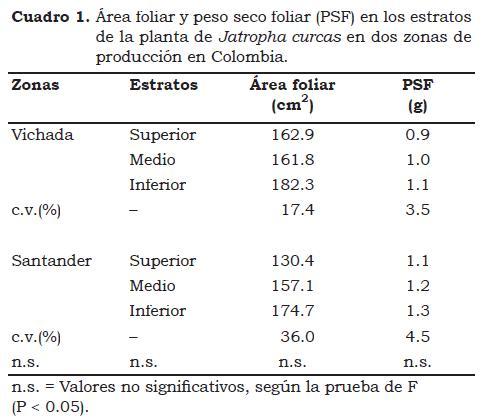 Cuadro 1. Área foliar y peso seco foliar (PSF) en los estratos
de la planta de Jatropha curcas en dos zonas de
producción en Colombia.
Zonas Estratos Área foliar PSF
(cm²) (g)
Vichada Superior 162.9 0.9
Medio 161.8 1.0
Inferior 182.3 1.1
c.v.(%) – 17.4 3.5
Santander Superior 130.4 1.1
Medio 157.1 1.2
Inferior 174.7 1.3
c.v.(%) – 36.0 4.5
n.s. n.s. n.s. n.s.
n.s. = Valores no significativos, según la prueba de F
(P < 0.05).